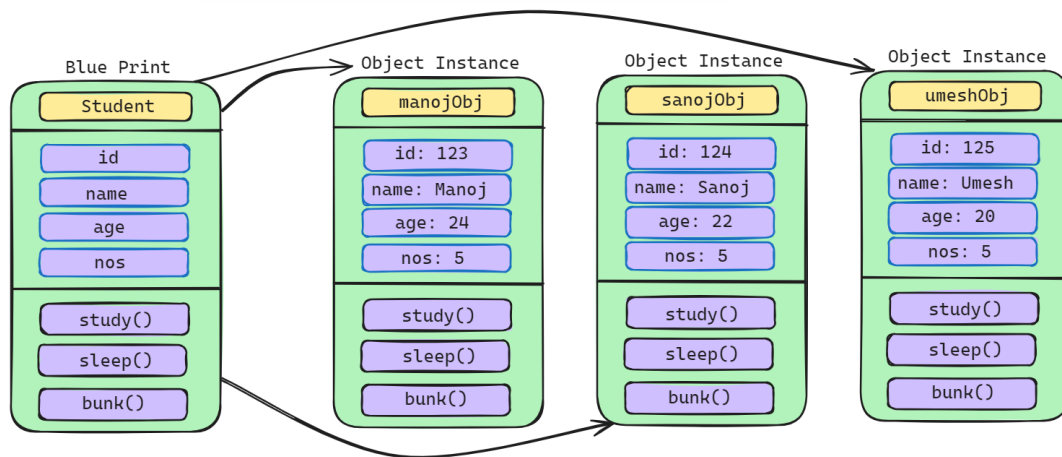 Blue Print
Student
id
name
age
nos
study()
sleep()
bunk()
Object Instance
manojObj
id: 123
name: Manoj
age: 24
nos: 5
study()
sleep()
bunk()
Object Instance
sanojObj
id: 124
name: Sanoj
age: 22
nos: 5
study()
sleep()
bunk()
Object Instance
umeshObj
id: 125
name: Umesh
age: 20
nos: 5
study()
sleep()
bunk()